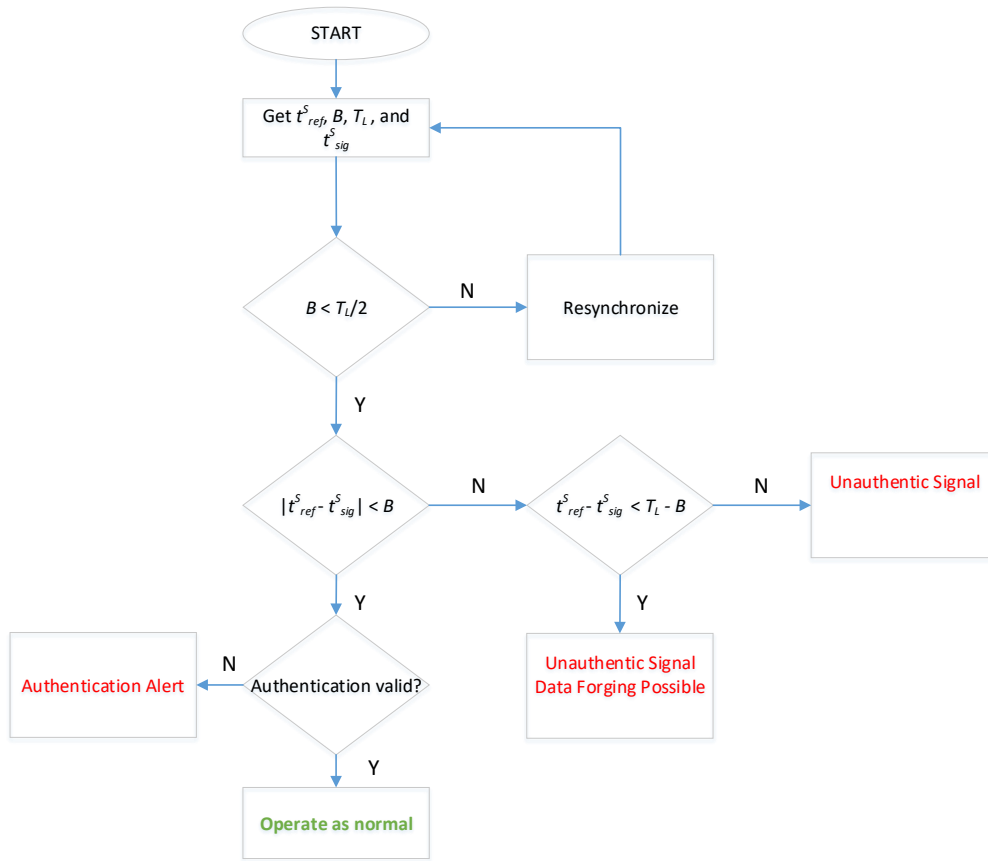 START
Get t^S_ref, B, T_L, and
t^S_sig
B < T_L/2
N
Resynchronize
Y
|t^S_ref - t^S_sig| < B
N
t^S_ref - t^S_sig < T_L - B
N
Unauthentic Signal
Y
Y
Authentication Alert
N
Authentication valid?
Unauthentic Signal
Data Forging Possible
Y
Operate as normal